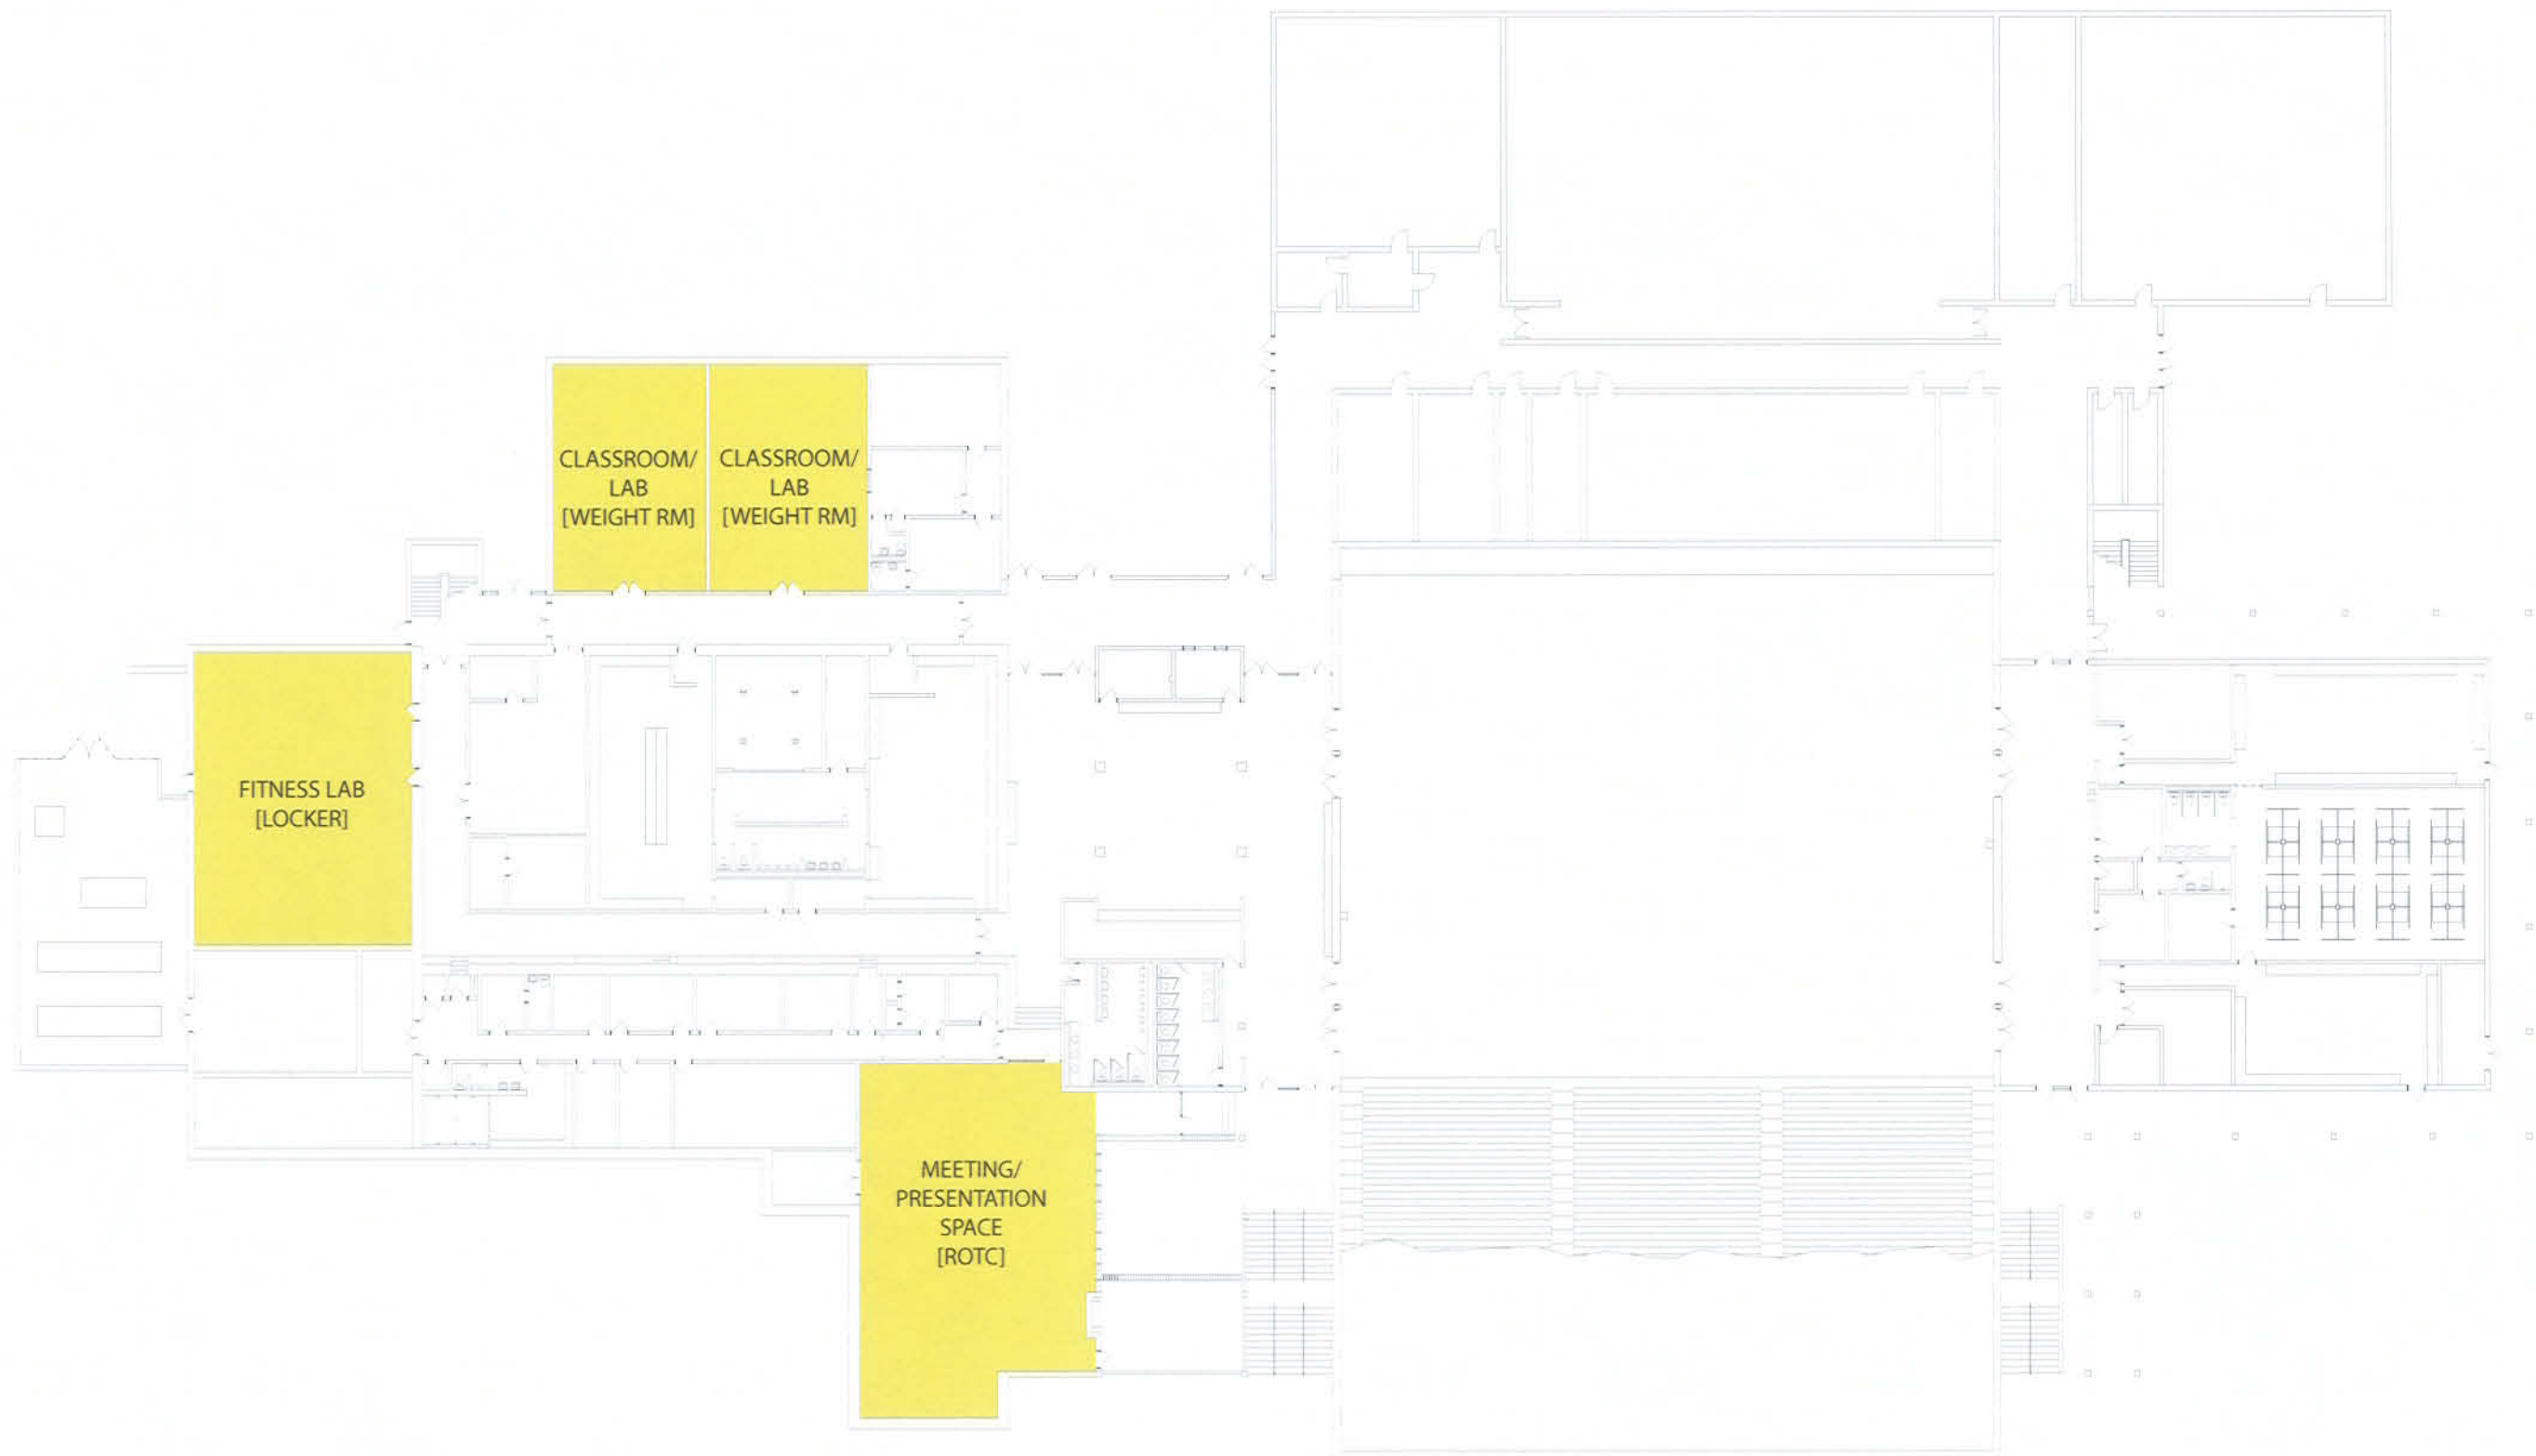 CLASSROOM/
LAB
[WEIGHT RM]
CLASSROOM/
LAB
[WEIGHT RM]
FITNESS LAB
[LOCKER]
MEETING/
PRESENTATION
SPACE
[ROTC]